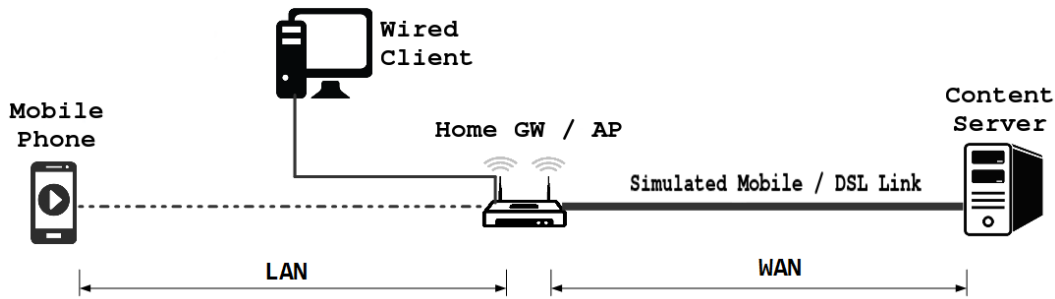 Wired
Client
Mobile
Phone
Home GW / AP
Content
Server
Simulated Mobile / DSL Link
LAN
WAN